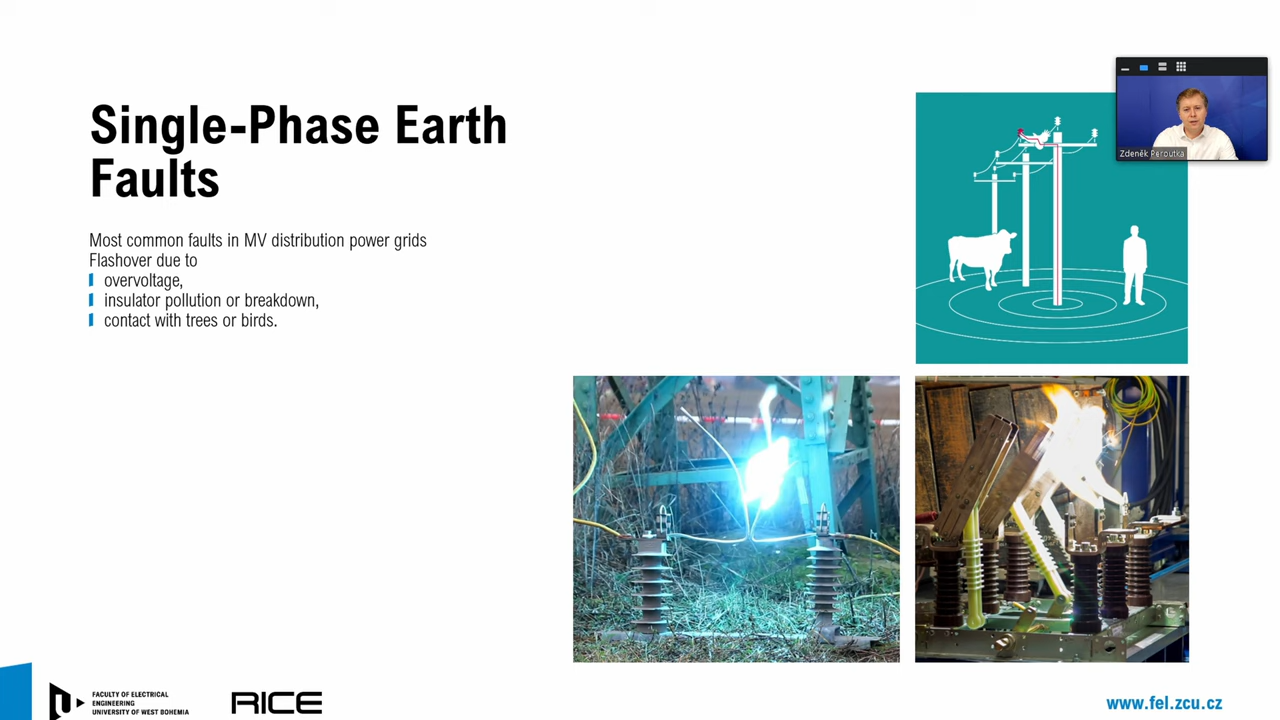 Single-Phase Earth
Faults
Most common faults in MV distribution power grids
Flashover due to
overvoltage,
insulator pollution or breakdown,
contact with trees or birds.
Zdeněk Peroutka
FACULTY OF ELECTRICAL
ENGINEERING
UNIVERSITY OF WEST BOHEMIA
RICE
www.fel.zcu.cz